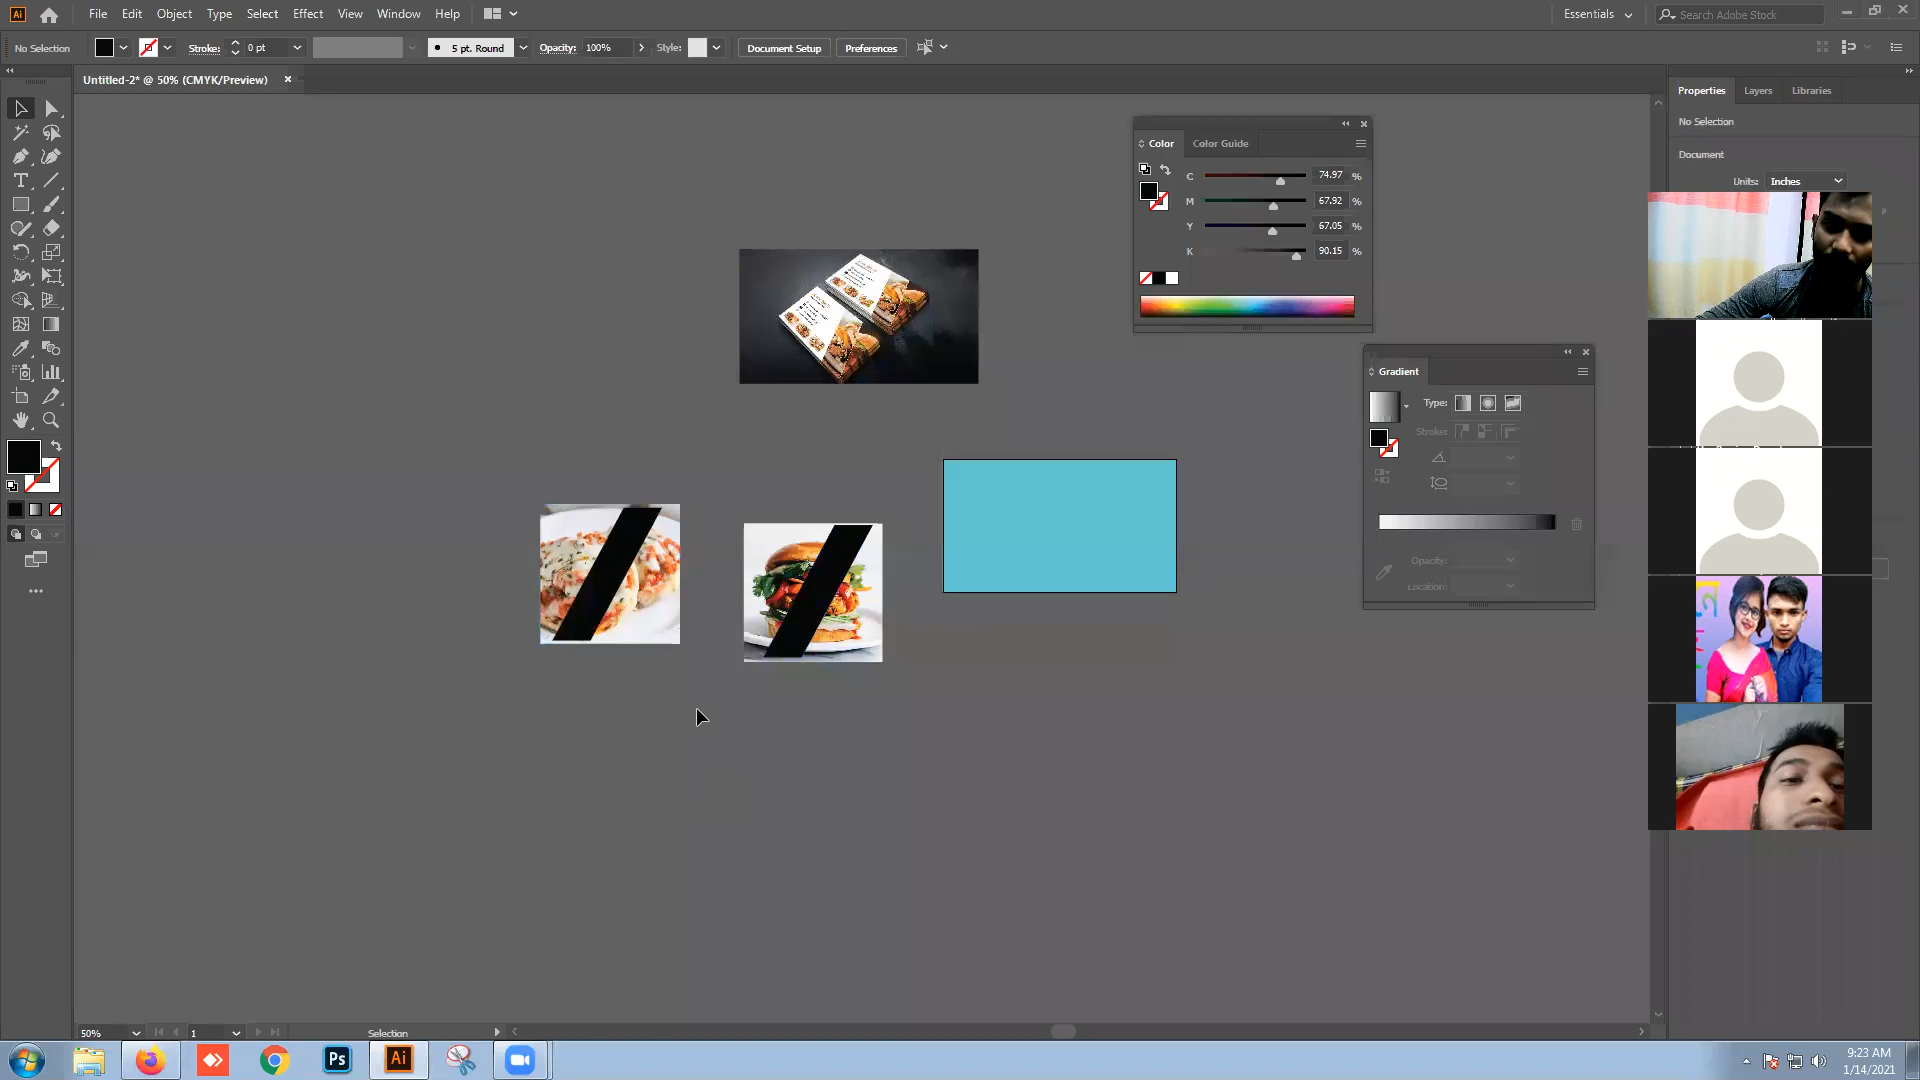 Ai File Edit Object Type Select Effect View Window Help Essentials Search Adobe Stock
No Selection Stroke: 0 pt 5 pt. Round Opacity: 100% Style: Document Setup Preferences
Untitled-2* @ 50% (CMYK/Preview)
Properties Layers Libraries
No Selection
Document
Units: Inches
Color Color Guide
C 74.97 %
M 67.92 %
Y 67.05 %
K 90.15 %
Gradient
Type:
Stroke:
Opacity:
Location:
50% 1 Selection
Ps Ai
9:23 AM
1/14/2021